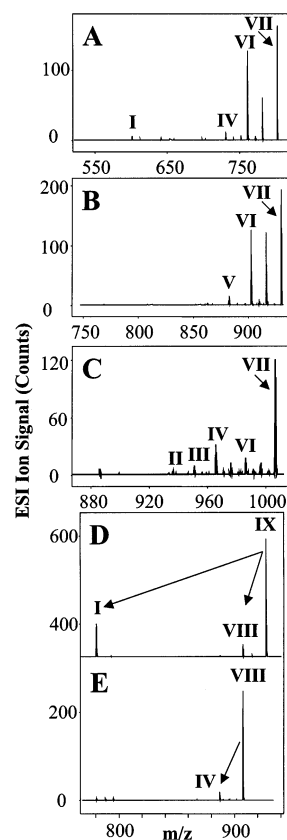 A
VII
VI
100
I
IV
0
550 650 750
B
200
VII
VI
100
V
0
750 800 850 900
C
120
VII
60
IV
II III VI
0
880 920 960 1000
ESI Ion Signal (Counts)
D
IX
600
I
VIII
400
E
VIII
200
IV
0
800 900
m/z